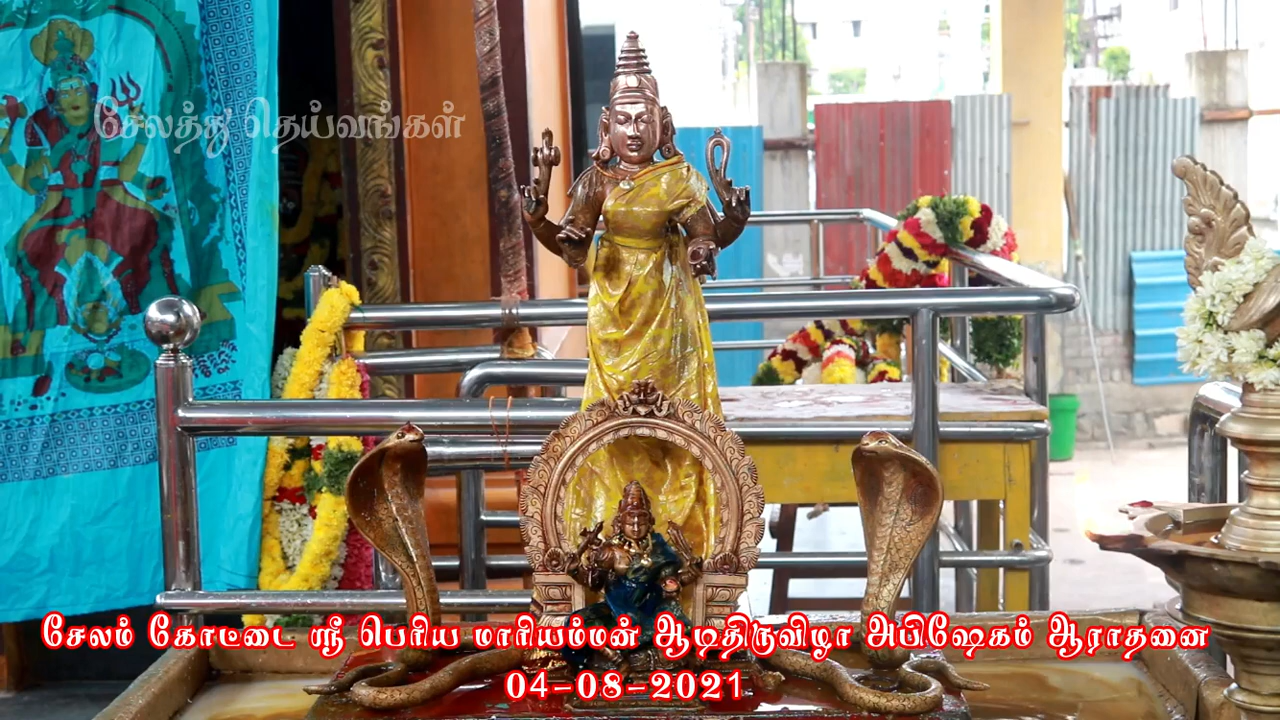 சேலத்து தெய்வங்கள்
சேலம் கோட்டை ஸ்ரீ பெரிய மாரியம்மன் ஆடிதிருவிழா அபிஷேகம் ஆராதனை
04-08-2021